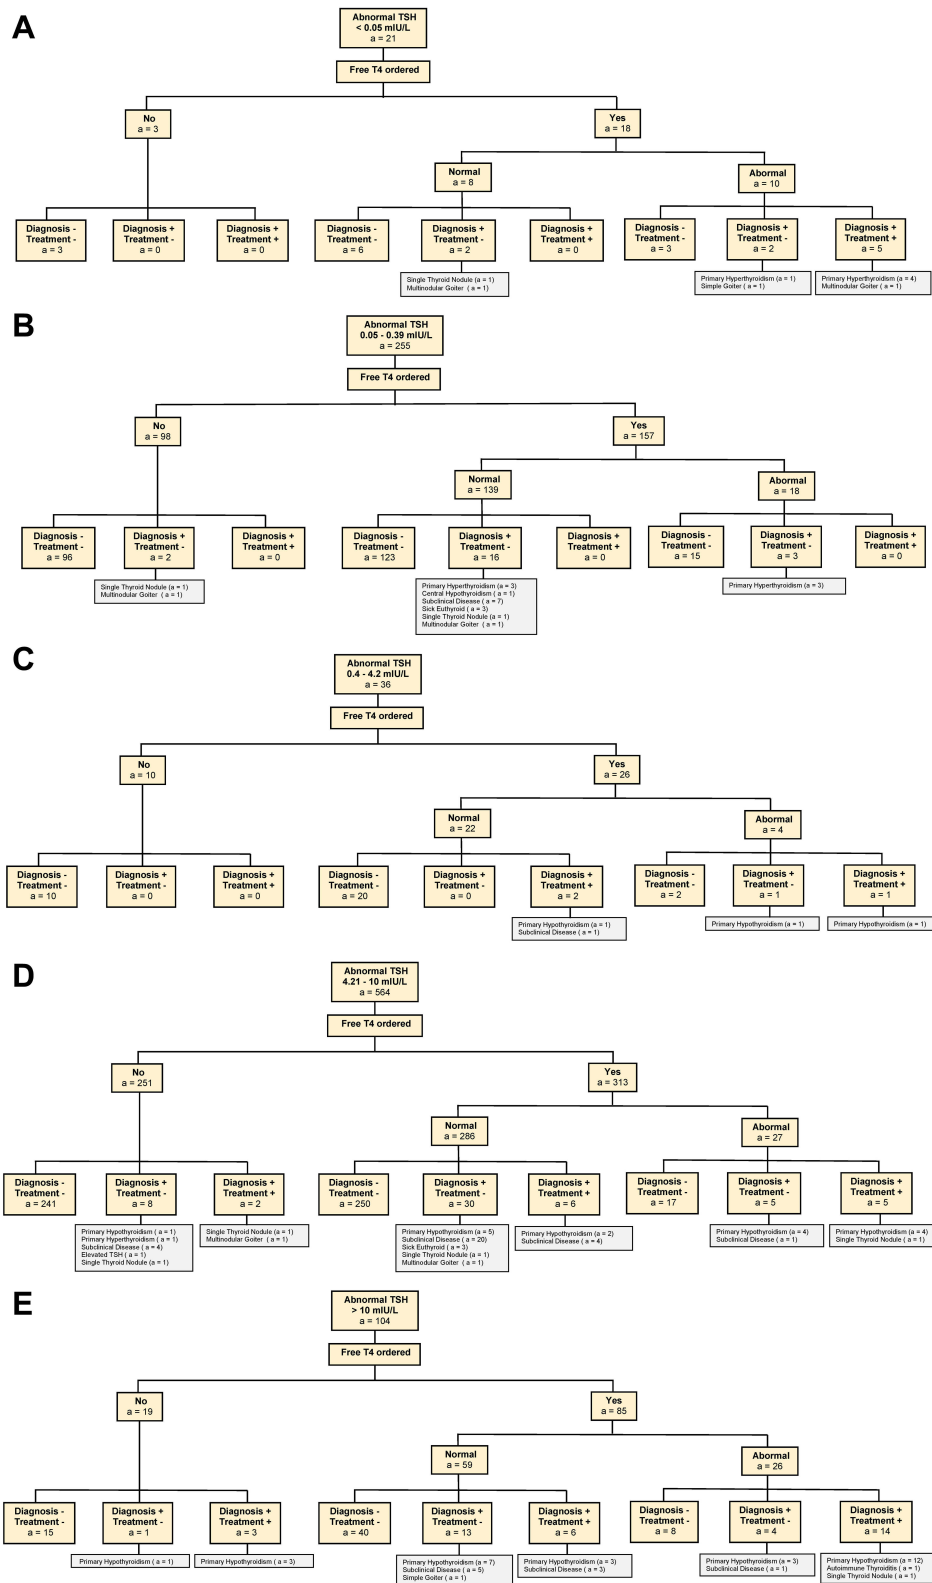 A
Abnormal TSH
< 0.05 mIU/L
a = 21
Free T4 ordered
No
a = 3
Yes
a = 18
Normal
a = 8
Abormal
a = 10
Diagnosis -
Treatment -
a = 3
Diagnosis +
Treatment -
a = 0
Diagnosis +
Treatment +
a = 0
Diagnosis -
Treatment -
a = 6
Diagnosis +
Treatment -
a = 2
Diagnosis +
Treatment +
a = 0
Diagnosis -
Treatment -
a = 3
Diagnosis +
Treatment -
a = 2
Diagnosis +
Treatment +
a = 5
Single Thyroid Nodule (a = 1)
Multinodular Goiter ( a = 1)
Primary Hyperthyroidism (a = 1)
Simple Goiter (a = 1)
Primary Hyperthyroidism (a = 4)
Multinodular Goiter (a = 1)
B
Abnormal TSH
0.05 - 0.39 mIU/L
a = 255
Free T4 ordered
No
a = 98
Yes
a = 157
Normal
a = 139
Abormal
a = 18
Diagnosis -
Treatment -
a = 96
Diagnosis +
Treatment -
a = 2
Diagnosis +
Treatment +
a = 0
Diagnosis -
Treatment -
a = 123
Diagnosis +
Treatment -
a = 16
Diagnosis +
Treatment +
a = 0
Diagnosis -
Treatment -
a = 15
Diagnosis +
Treatment -
a = 3
Diagnosis +
Treatment +
a = 0
Single Thyroid Nodule (a = 1)
Multinodular Goiter (a = 1)
Primary Hyperthyroidism (a = 3)
Central Hypothyroidism (a = 1)
Subclinical Disease (a = 7)
Sick Euthyroid ( a = 3)
Single Thyroid Nodule (a = 1)
Multinodular Goiter (a = 1)
Primary Hyperthyroidism (a = 3)
C
Abnormal TSH
0.4 - 4.2 mIU/L
a = 36
Free T4 ordered
No
a = 10
Yes
a = 26
Normal
a = 22
Abormal
a = 4
Diagnosis -
Treatment -
a = 10
Diagnosis +
Treatment -
a = 0
Diagnosis +
Treatment +
a = 0
Diagnosis -
Treatment -
a = 20
Diagnosis +
Treatment -
a = 0
Diagnosis +
Treatment +
a = 2
Diagnosis -
Treatment -
a = 2
Diagnosis +
Treatment -
a = 1
Diagnosis +
Treatment +
a = 1
Primary Hypothyroidism (a = 1)
Subclinical Disease (a = 1)
Primary Hypothyroidism (a = 1)
Primary Hypothyroidism (a = 1)
D
Abnormal TSH
4.21 - 10 mIU/L
a = 564
Free T4 ordered
No
a = 251
Yes
a = 313
Normal
a = 286
Abormal
a = 27
Diagnosis -
Treatment -
a = 241
Diagnosis +
Treatment -
a = 8
Diagnosis +
Treatment +
a = 2
Diagnosis -
Treatment -
a = 250
Diagnosis +
Treatment -
a = 30
Diagnosis +
Treatment +
a = 6
Diagnosis -
Treatment -
a = 17
Diagnosis +
Treatment -
a = 5
Diagnosis +
Treatment +
a = 5
Primary Hypothyroidism ( a = 1)
Primary Hyperthyroidism (a = 1)
Subclinical Disease (a = 4)
Elevated TSH ( a = 1)
Single Thyroid Nodule (a = 1)
Single Thyroid Nodule (a = 1)
Multinodular Goiter ( a = 1)
Primary Hypothyroidism (a = 5)
Subclinical Disease (a = 20)
Sick Euthyroid (a = 3)
Single Thyroid Nodule (a = 1)
Multinodular Goiter (a = 1)
Primary Hypothyroidism (a = 2)
Subclinical Disease (a = 4)
Primary Hypothyroidism (a = 4)
Subclinical Disease (a = 1)
Primary Hypothyroidism (a = 4)
Single Thyroid Nodule (a = 1)
E
Abnormal TSH
> 10 mIU/L
a = 104
Free T4 ordered
No
a = 19
Yes
a = 85
Normal
a = 59
Abormal
a = 26
Diagnosis -
Treatment -
a = 15
Diagnosis +
Treatment -
a = 1
Diagnosis +
Treatment +
a = 3
Diagnosis -
Treatment -
a = 40
Diagnosis +
Treatment -
a = 13
Diagnosis +
Treatment +
a = 6
Diagnosis -
Treatment -
a = 8
Diagnosis +
Treatment -
a = 4
Diagnosis +
Treatment +
a = 14
Primary Hypothyroidism (a = 1)
Primary Hypothyroidism (a = 3)
Primary Hypothyroidism (a = 7)
Subclinical Disease (a = 5)
Simple Goiter (a = 1)
Primary Hypothyroidism (a = 3)
Subclinical Disease (a = 3)
Primary Hypothyroidism (a = 3)
Subclinical Disease (a = 1)
Primary Hypothyroidism (a = 12)
Autoimmune Thyroiditis (a = 1)
Single Thyroid Nodule (a = 1)